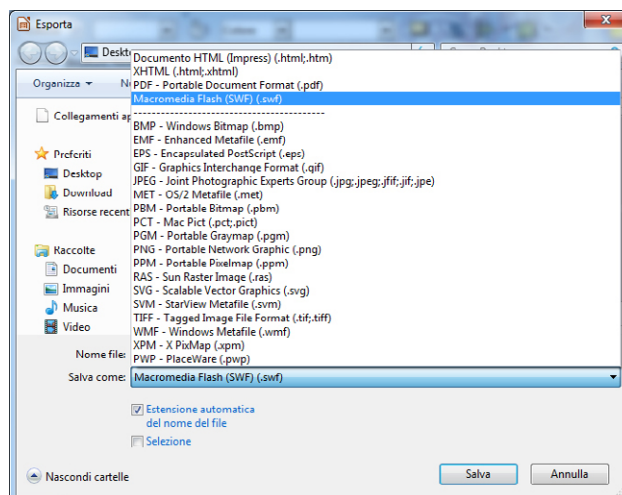 Esporta
Deskt
Documento HTML (Impress) (.html;.htm)
XHTML (.html;.xhtml)
Organizza
PDF - Portable Document Format (.pdf)
Macromedia Flash (SWF) (.swf)
----------------------------------------
Collegamenti
BMP - Windows Bitmap (.bmp)
EMF - Enhanced Metafile (.emf)
Preferiti
EPS - Encapsulated PostScript (.eps)
GIF - Graphics Interchange Format (.gif)
Desktop
JPEG - Joint Photographic Experts Group (.jpg;.jpeg;.jfif;.jif;.jpe)
Download
MET - OS/2 Metafile (.met)
PBM - Portable Bitmap (.pbm)
Risorse recent
PCT - Mac Pict (.pct;.pict)
PGM - Portable Graymap (.pgm)
Raccolte
PNG - Portable Network Graphic (.png)
PPM - Portable Pixelmap (.ppm)
Documenti
RAS - Sun Raster Image (.ras)
Immagini
SVG - Scalable Vector Graphics (.svg)
SVM - StarView Metafile (.svm)
Musica
TIFF - Tagged Image File Format (.tif;.tiff)
Video
WMF - Windows Metafile (.wmf)
XPM - X PixMap (.xpm)
Nome file:
PWP - PlaceWare (.pwp)
Salva come: Macromedia Flash (SWF) (.swf)
Estensione automatica
del nome del file
Selezione
Nascondi cartelle
Salva
Annulla